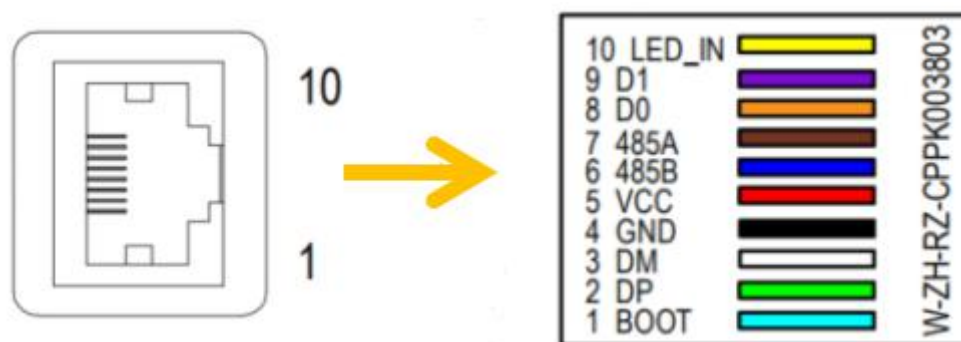 10
1
10 LED_IN
9 D1
8 D0
7 485A
6 485B
5 VCC
4 GND
3 DM
2 DP
1 BOOT
W-ZH-RZ-CPPK003803